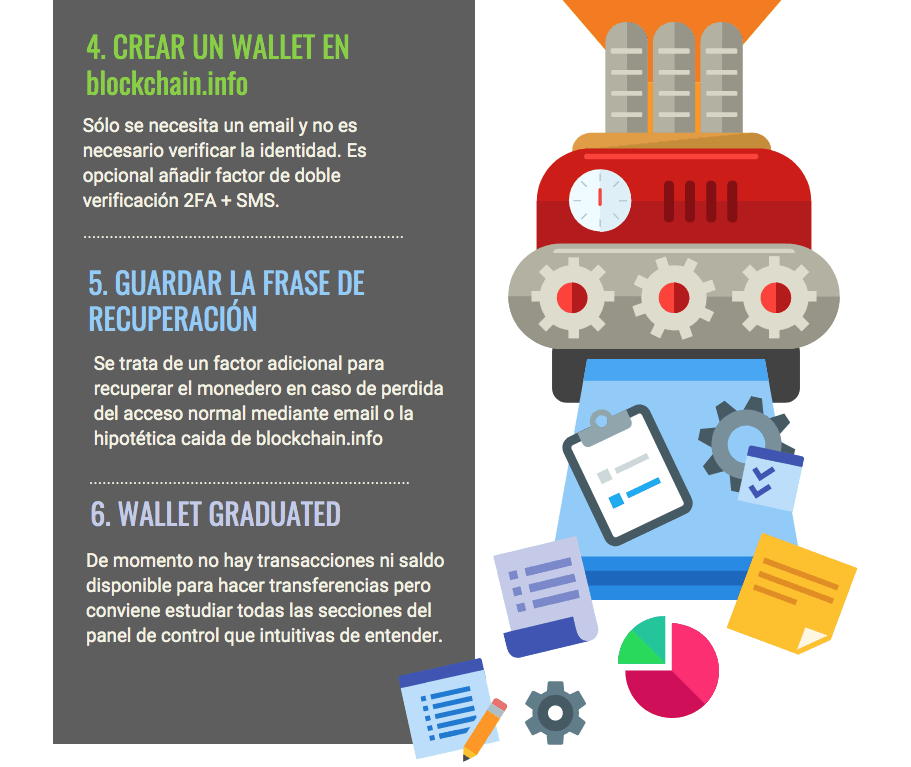 4. CREAR UN WALLET EN
blockchain.info
Sólo se necesita un email y no es
necesario verificar la identidad. Es
opcional añadir factor de doble
verificación 2FA + SMS.
5. GUARDAR LA FRASE DE
RECUPERACIÓN
Se trata de un factor adicional para
recuperar el monedero en caso de perdida
del acceso normal mediante email o la
hipotética caida de blockchain.info
6. WALLET GRADUATED
De momento no hay transacciones ni saldo
disponible para hacer transferencias pero
conviene estudiar todas las secciones del
panel de control que intuitivas de entender.